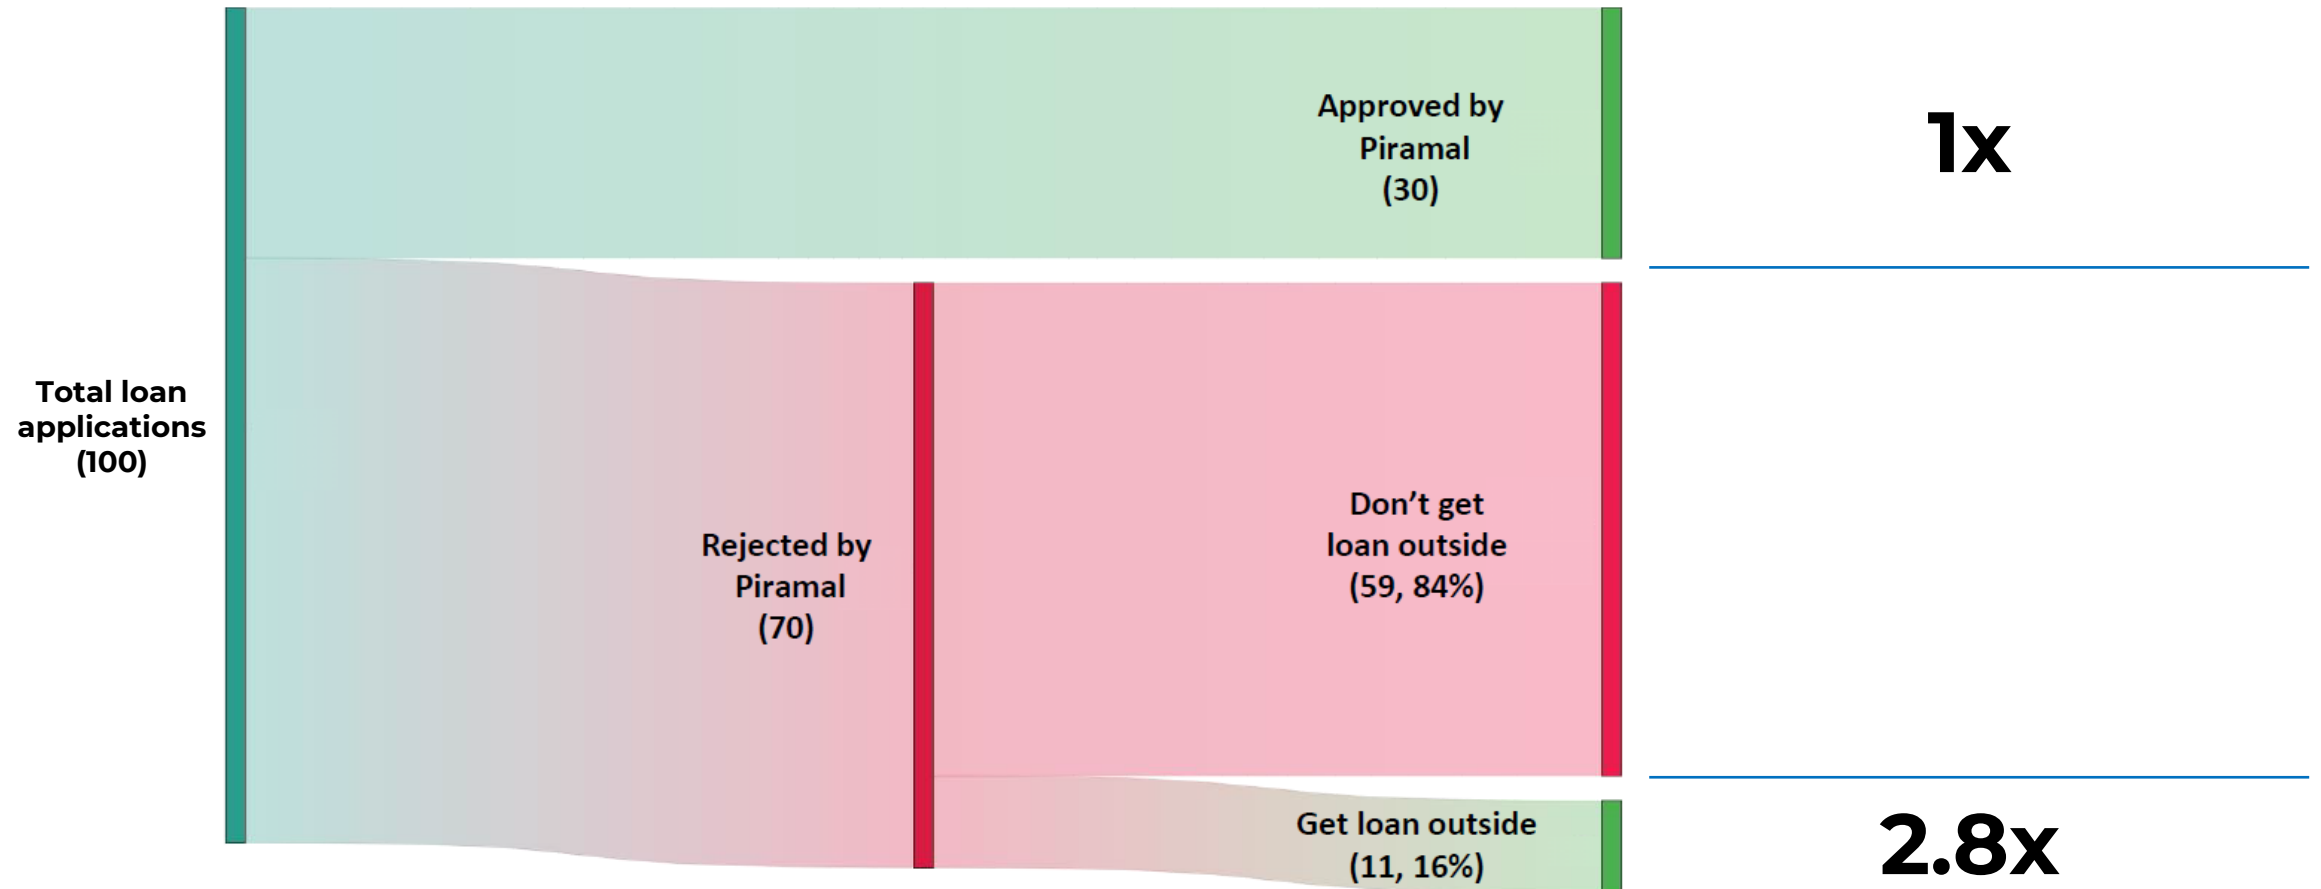 Total loan
applications
(100)
Approved by
Piramal
(30)
1x
Rejected by
Piramal
(70)
Don’t get
loan outside
(59, 84%)
Get loan outside
(11, 16%)
2.8x